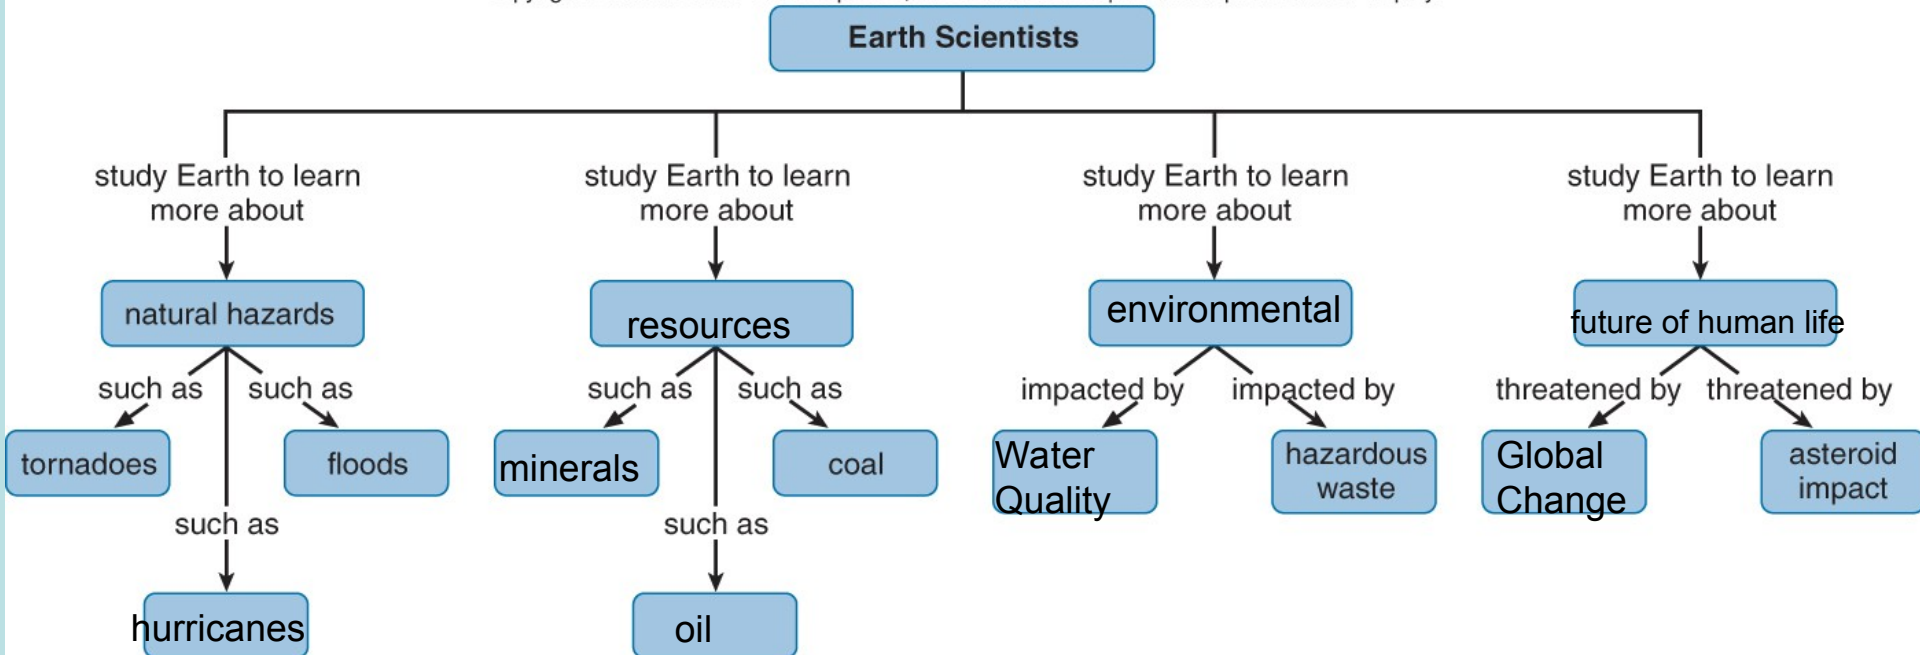 Earth Scientists
study Earth to learn
more about
study Earth to learn
more about
study Earth to learn
more about
study Earth to learn
more about
natural hazards
resources
environmental
future of human life
such as
such as
such as
such as
impacted by
impacted by
threatened by
threatened by
tornadoes
floods
minerals
coal
Water
Quality
hazardous
waste
Global
Change
asteroid
impact
such as
such as
hurricanes
oil